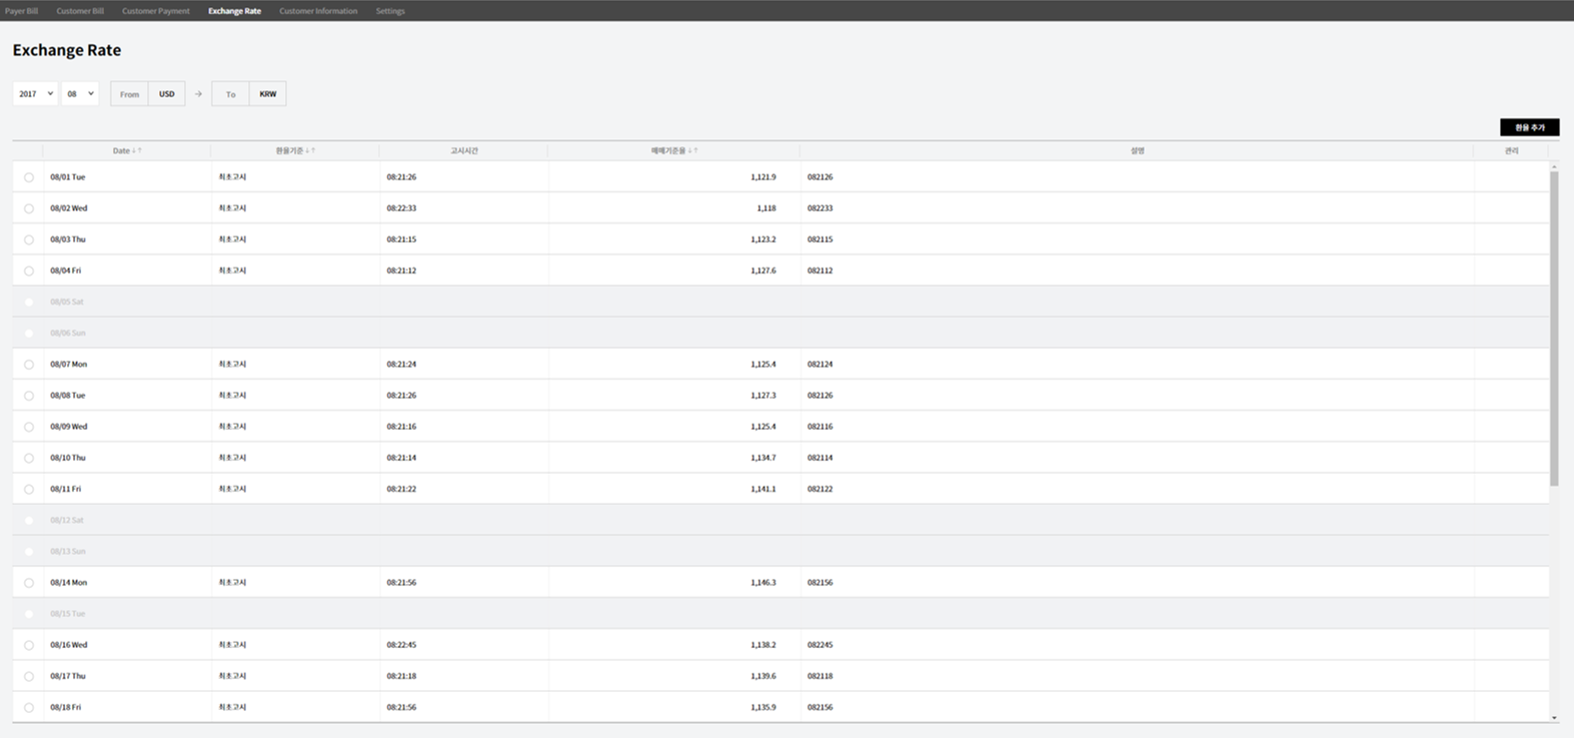 Payer Bill Customer Bill Customer Payment Exchange Rate Customer Information Settings
Exchange Rate
2017 08 From USD → To KRW
환율 추가
Date ↓↑ 환율기준 ↓↑ 고시시간 매매기준율 ↓↑ 설명 관리
08/01 Tue 최초고시 08:21:26 1,121.9 082126
08/02 Wed 최초고시 08:22:33 1,118 082233
08/03 Thu 최초고시 08:21:15 1,123.2 082115
08/04 Fri 최초고시 08:21:12 1,127.6 082112
08/05 Sat
08/06 Sun
08/07 Mon 최초고시 08:21:24 1,125.4 082124
08/08 Tue 최초고시 08:21:26 1,127.3 082126
08/09 Wed 최초고시 08:21:16 1,125.4 082116
08/10 Thu 최초고시 08:21:14 1,134.7 082114
08/11 Fri 최초고시 08:21:22 1,141.1 082122
08/12 Sat
08/13 Sun
08/14 Mon 최초고시 08:21:56 1,146.3 082156
08/15 Tue
08/16 Wed 최초고시 08:22:45 1,138.2 082245
08/17 Thu 최초고시 08:21:18 1,139.6 082118
08/18 Fri 최초고시 08:21:56 1,135.9 082156